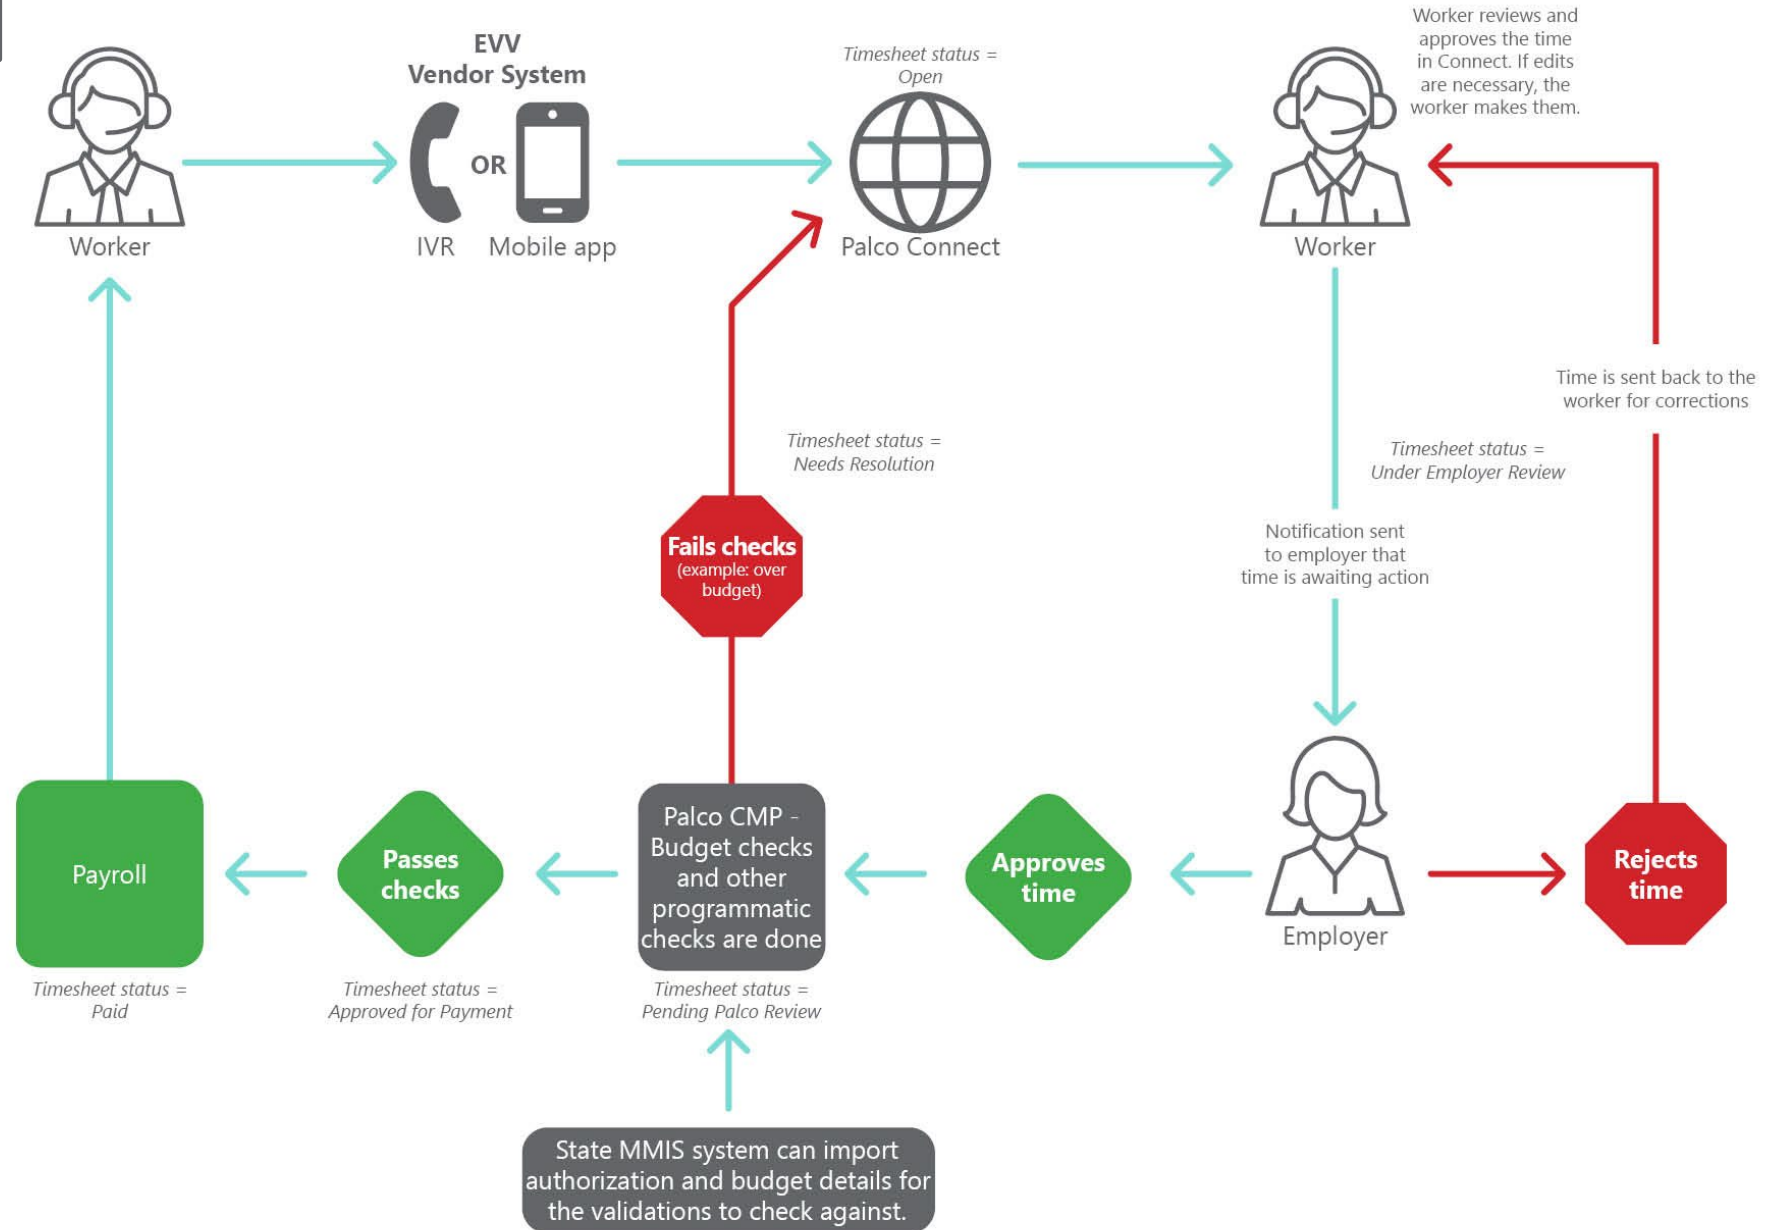 EVV
Vendor System
OR
IVR
Mobile app
Worker
Timesheet status =
Open
Palco Connect
Worker reviews and
approves the time
in Connect. If edits
are necessary, the
worker makes them.
Worker
Time is sent back to the
worker for corrections
Timesheet status =
Under Employer Review
Notification sent
to employer that
time is awaiting action
Timesheet status =
Needs Resolution
Fails checks
(example: over
budget)
Employer
Rejects
time
Approves
time
Palco CMP -
Budget checks
and other
programmatic
checks are done
Timesheet status =
Pending Palco Review
Passes
checks
Timesheet status =
Approved for Payment
Payroll
Timesheet status =
Paid
State MMIS system can import
authorization and budget details for
the validations to check against.